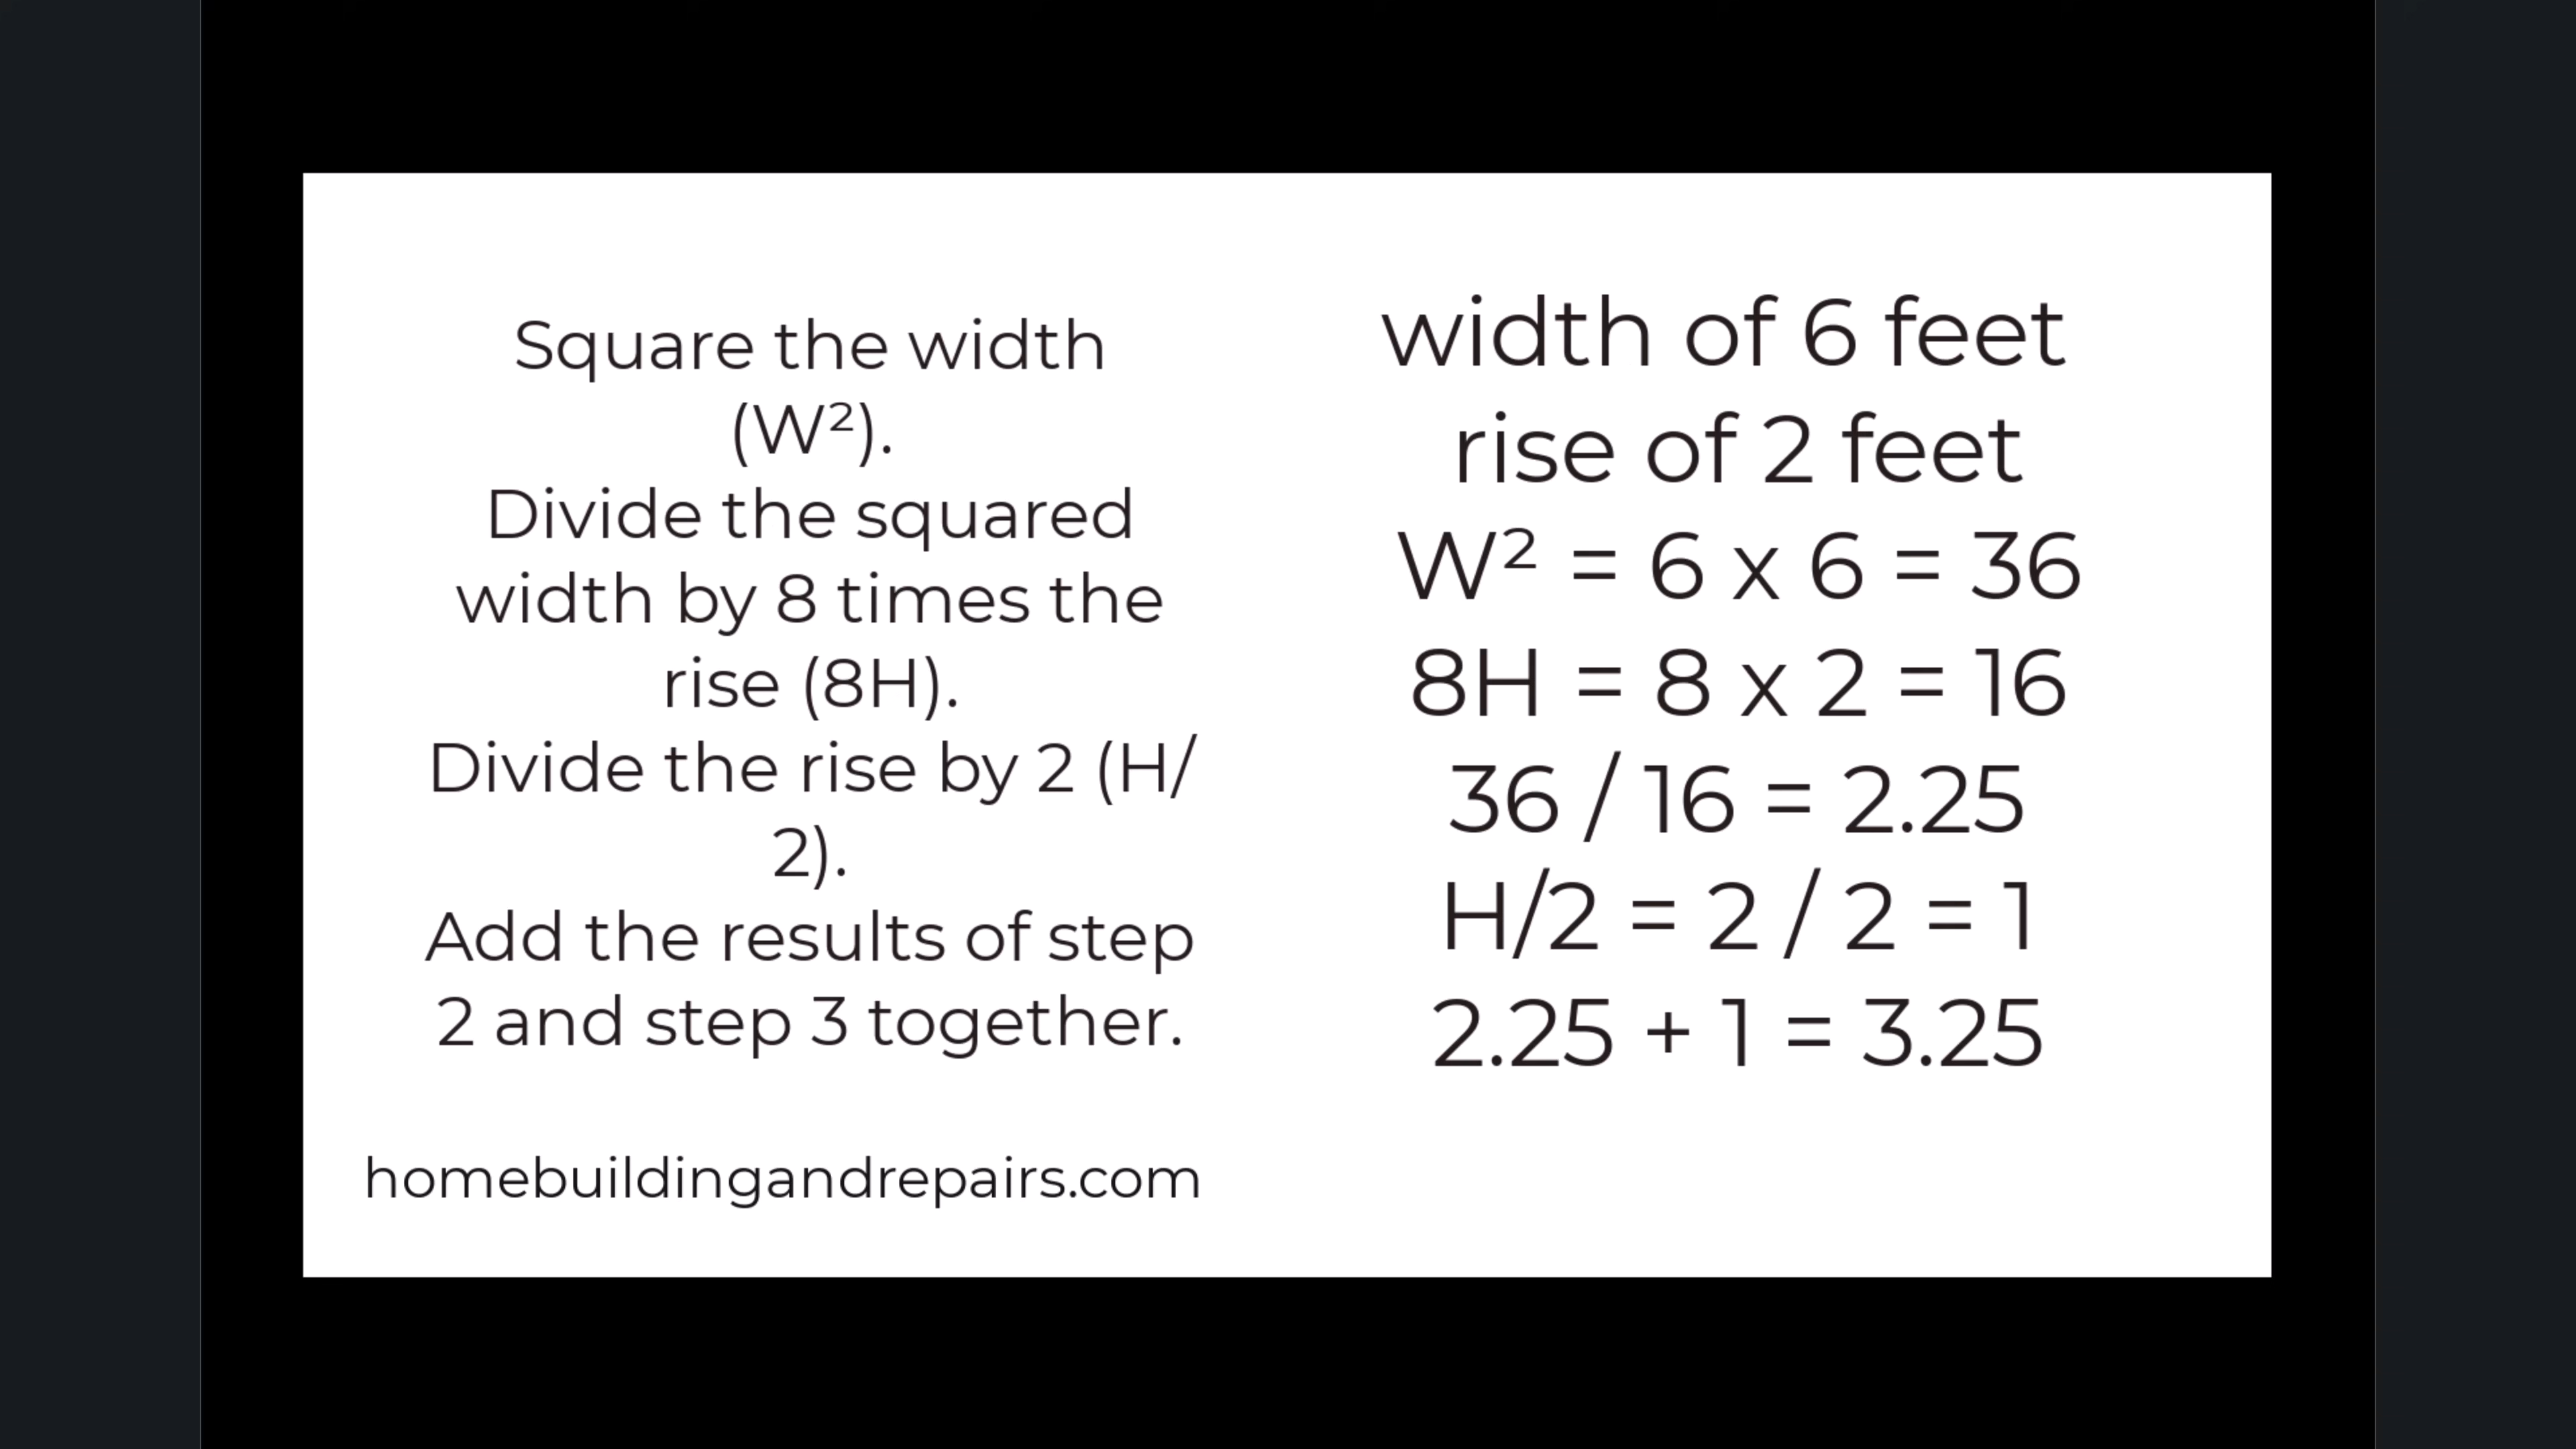 Square the width
(W²).
Divide the squared
width by 8 times the
rise (8H).
Divide the rise by 2 (H/
2).
Add the results of step
2 and step 3 together.
homebuildingandrepairs.com
width of 6 feet
rise of 2 feet
W² = 6 x 6 = 36
8H = 8 x 2 = 16
36 / 16 = 2.25
H/2 = 2 / 2 = 1
2.25 + 1 = 3.25